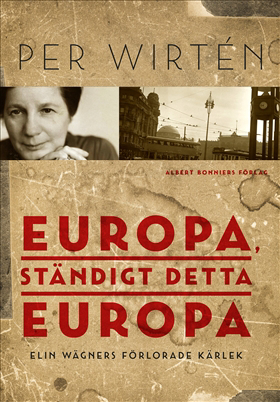 PER WIRTÉN
ALBERT BONNIERS FÖRLAG
EUROPA,
STÄNDIGT DETTA
EUROPA
ELIN WÄGNERS FÖRLORADE KÄRLEK